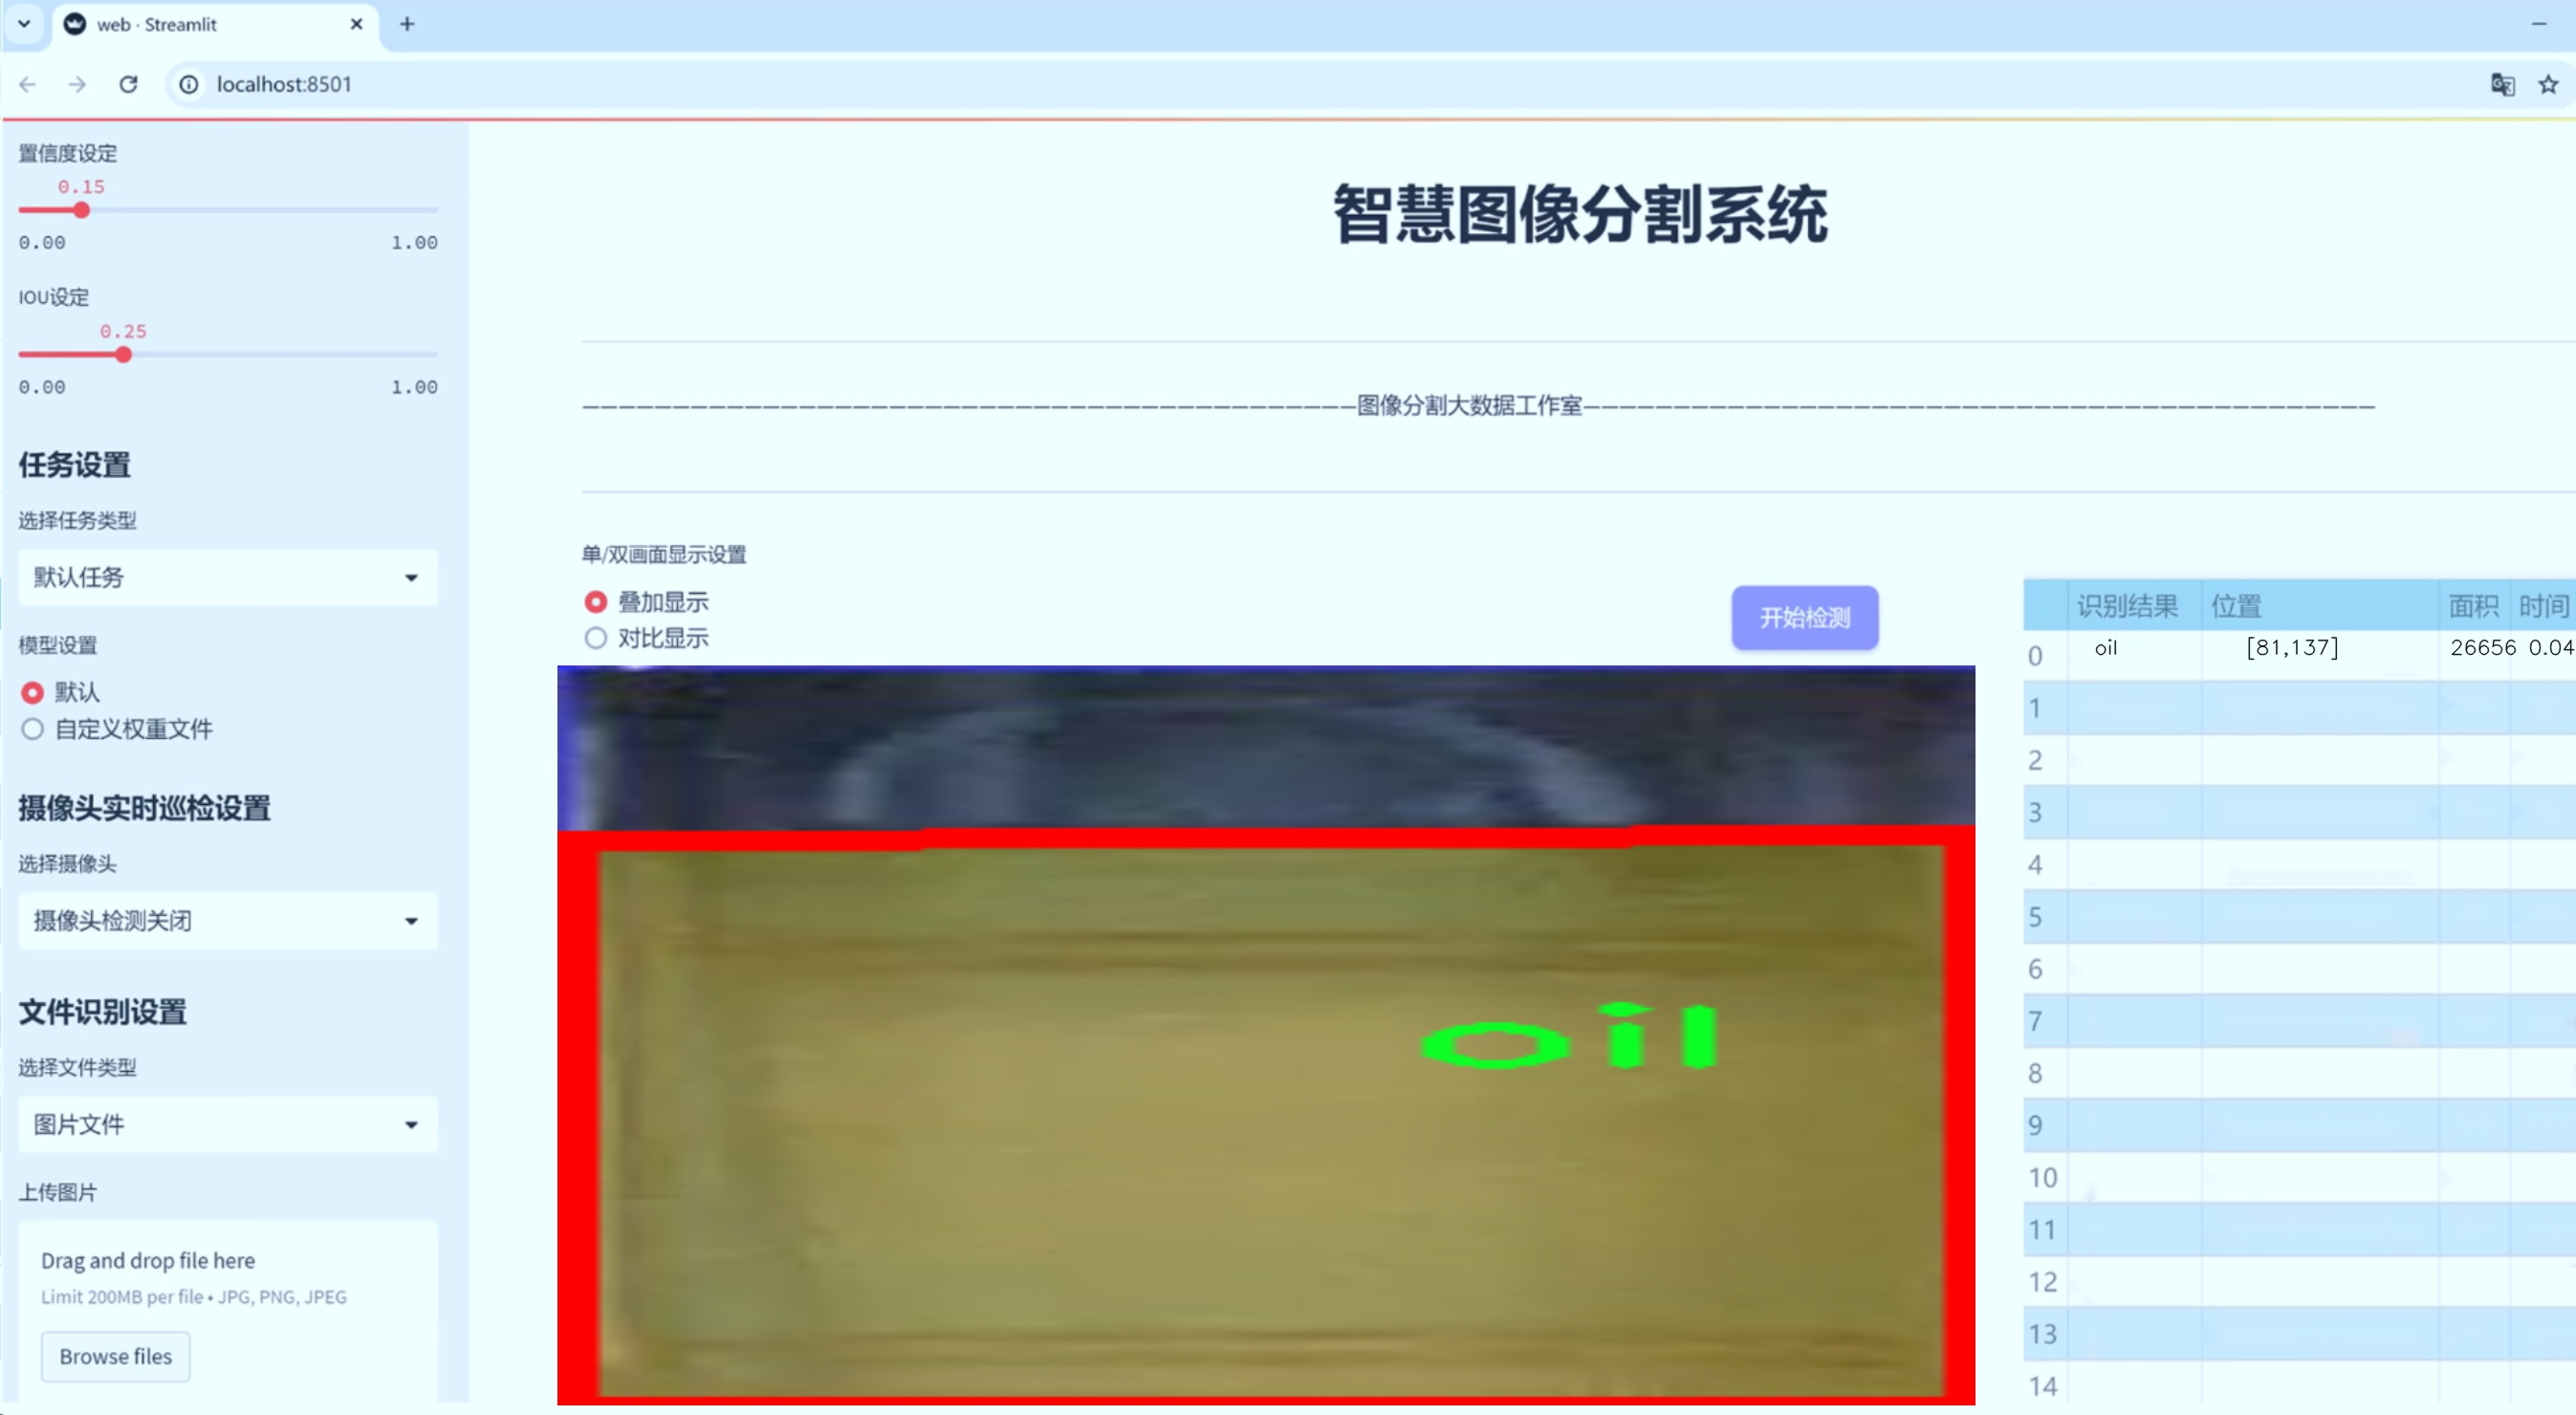 web · Streamlit
localhost:8501
置信度设定
0.15
0.00 1.00
IOU设定
0.25
0.00 1.00
任务设置
选择任务类型
默认任务
模型设置
默认
自定义权重文件
摄像头实时巡检设置
选择摄像头
摄像头检测关闭
文件识别设置
选择文件类型
图片文件
上传图片
Drag and drop file here
Limit 200MB per file • JPG, PNG, JPEG
Browse files
智慧图像分割系统
———————————————————————————————————————————图像分割大数据工作室————————————————————————————————————————————
单/双画面显示设置
叠加显示
对比显示
开始检测
oil
识别结果 位置 面积 时间
0 oil [81,137] 26656 0.04
1
2
3
4
5
6
7
8
9
10
11
12
13
14